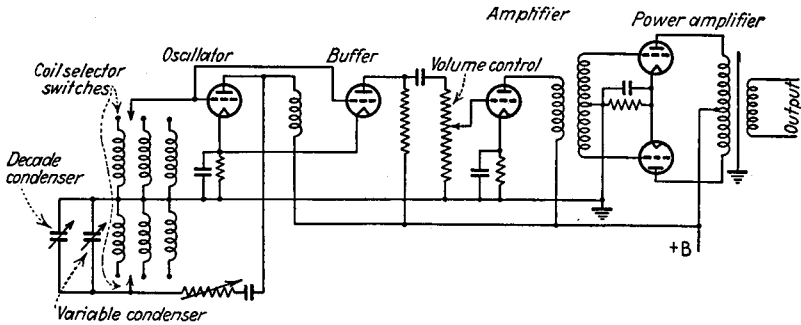 Amplifier
Power amplifier
Oscillator
Buffer
Volume control
Coil selector
switches
Output
Decade
condenser
+B
Variable condenser